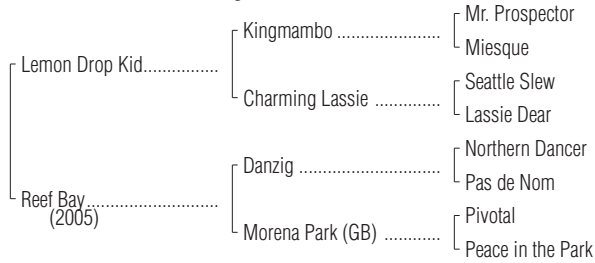 Mr. Prospector
Kingmambo ....................
Miesque
Lemon Drop Kid...............
Seattle Slew
Charming Lassie .............
Lassie Dear
Northern Dancer
Danzig ............................
Pas de Nom
Reef Bay..........................
(2005)
Pivotal
Morena Park (GB) ...........
Peace in the Park